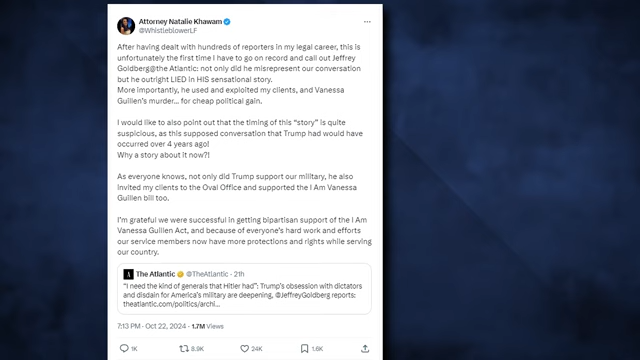 Attorney Natalie Khawam
@WhistleblowerLF
After having dealt with hundreds of reporters in my legal career, this is
unfortunately the first time I have to go on record and call out Jeffrey
Goldberg@the Atlantic: not only did he misrepresent our conversation
but he outright LIED in HIS sensational story.
More importantly, he used and exploited my clients, and Vanessa
Guillen's murder... for cheap political gain.
I would like to also point out that the timing of this "story" is quite
suspicious, as this supposed conversation that Trump had would have
occurred over 4 years ago!
Why a story about it now?!
As everyone knows, not only did Trump support our military, he also
invited my clients to the Oval Office and supported the I Am Vanessa
Guillen bill too.
I'm grateful we were successful in getting bipartisan support of the I Am
Vanessa Guillen Act, and because of everyone's hard work and efforts
our service members now have more protections and rights while serving
our country.
A The Atlantic @TheAtlantic · 21h
"I need the kind of generals that Hitler had": Trump's obsession with dictators
and disdain for America's military are deepening, @JeffreyGoldberg reports:
theatlantic.com/politics/archi...
7:13 PM · Oct 22, 2024 · 1.7M Views
1K 8.9K 24K 1.6K